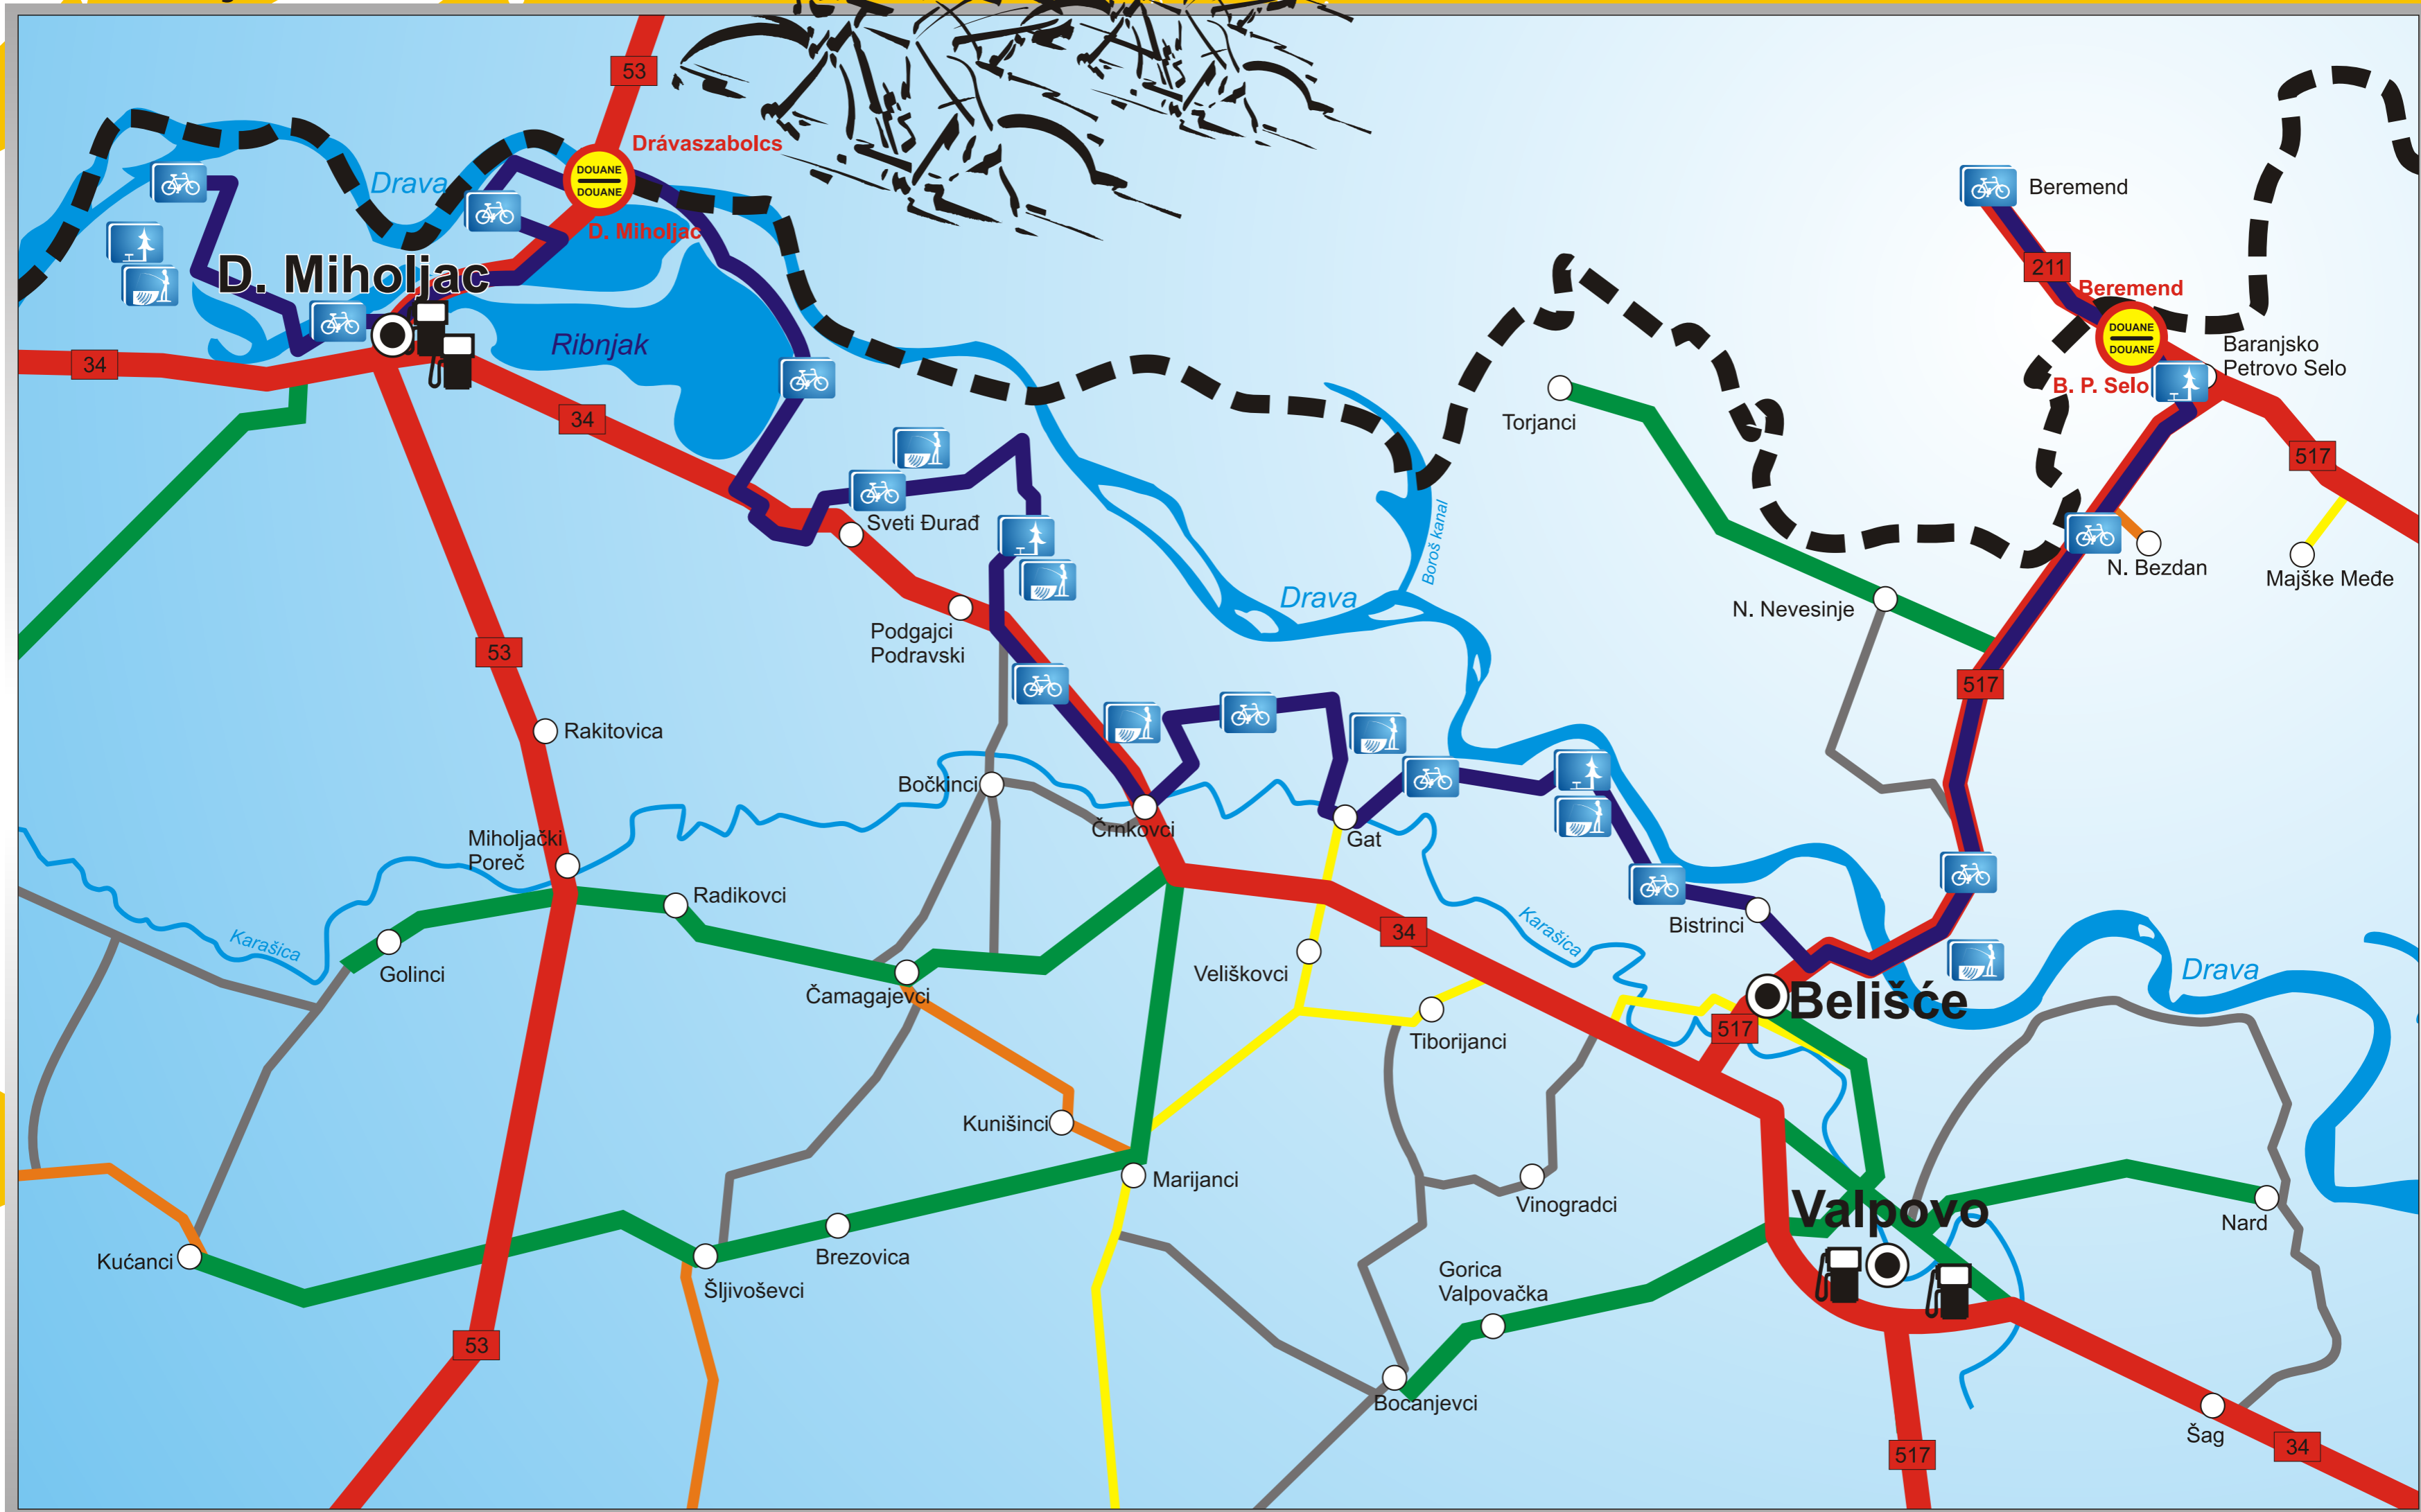 53
Drávaszabolcs
DOUANE
DOUANE
Drava
D. Miholjac
D. Miholjac
Beremend
211
Beremend
DOUANE
DOUANE
Baranjsko
Petrovo Selo
B. P. Selo
34
Ribnjak
34
Torjanci
517
Sveti Đurađ
Boroš kanal
N. Bezdan
Majške Međe
Drava
N. Nevesinje
Podgajci
Podravski
53
517
Rakitovica
Bočkinci
Črnkovci
Gat
Miholjački
Poreč
Radikovci
Karašica
Golinci
Čamagajevci
34
Karašica
Bistrinci
Veliškovci
Drava
Belišće
517
Tiborijanci
Kunišinci
Marijanci
Vinogradci
Valpovo
Nard
Kućanci
Brezovica
Šljivoševci
Gorica
Valpovačka
53
Bocanjevci
Šag
34
517